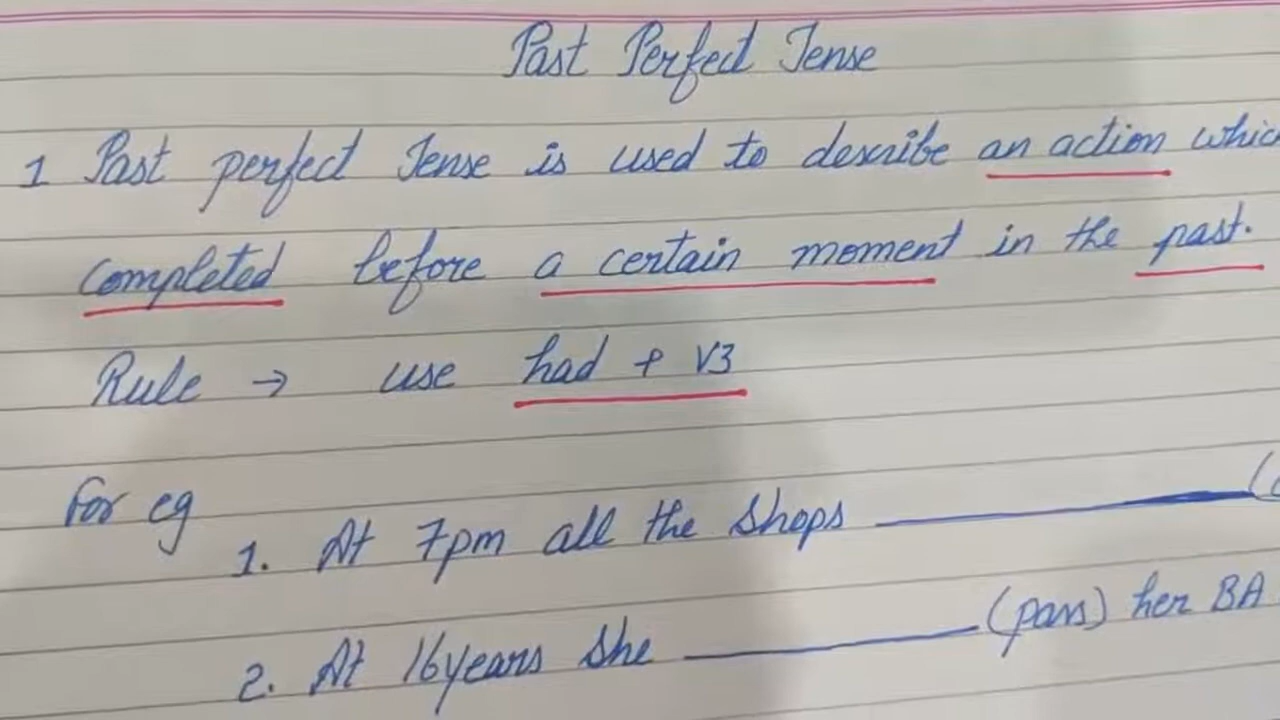 Past Perfect Tense
1 Past perfect Tense is used to describe an action which
completed before a certain moment in the past.
Rule → use had + V3
For eg
1. At 7pm all the shops ________ (
2. At 16years she ________ (pass) her BA